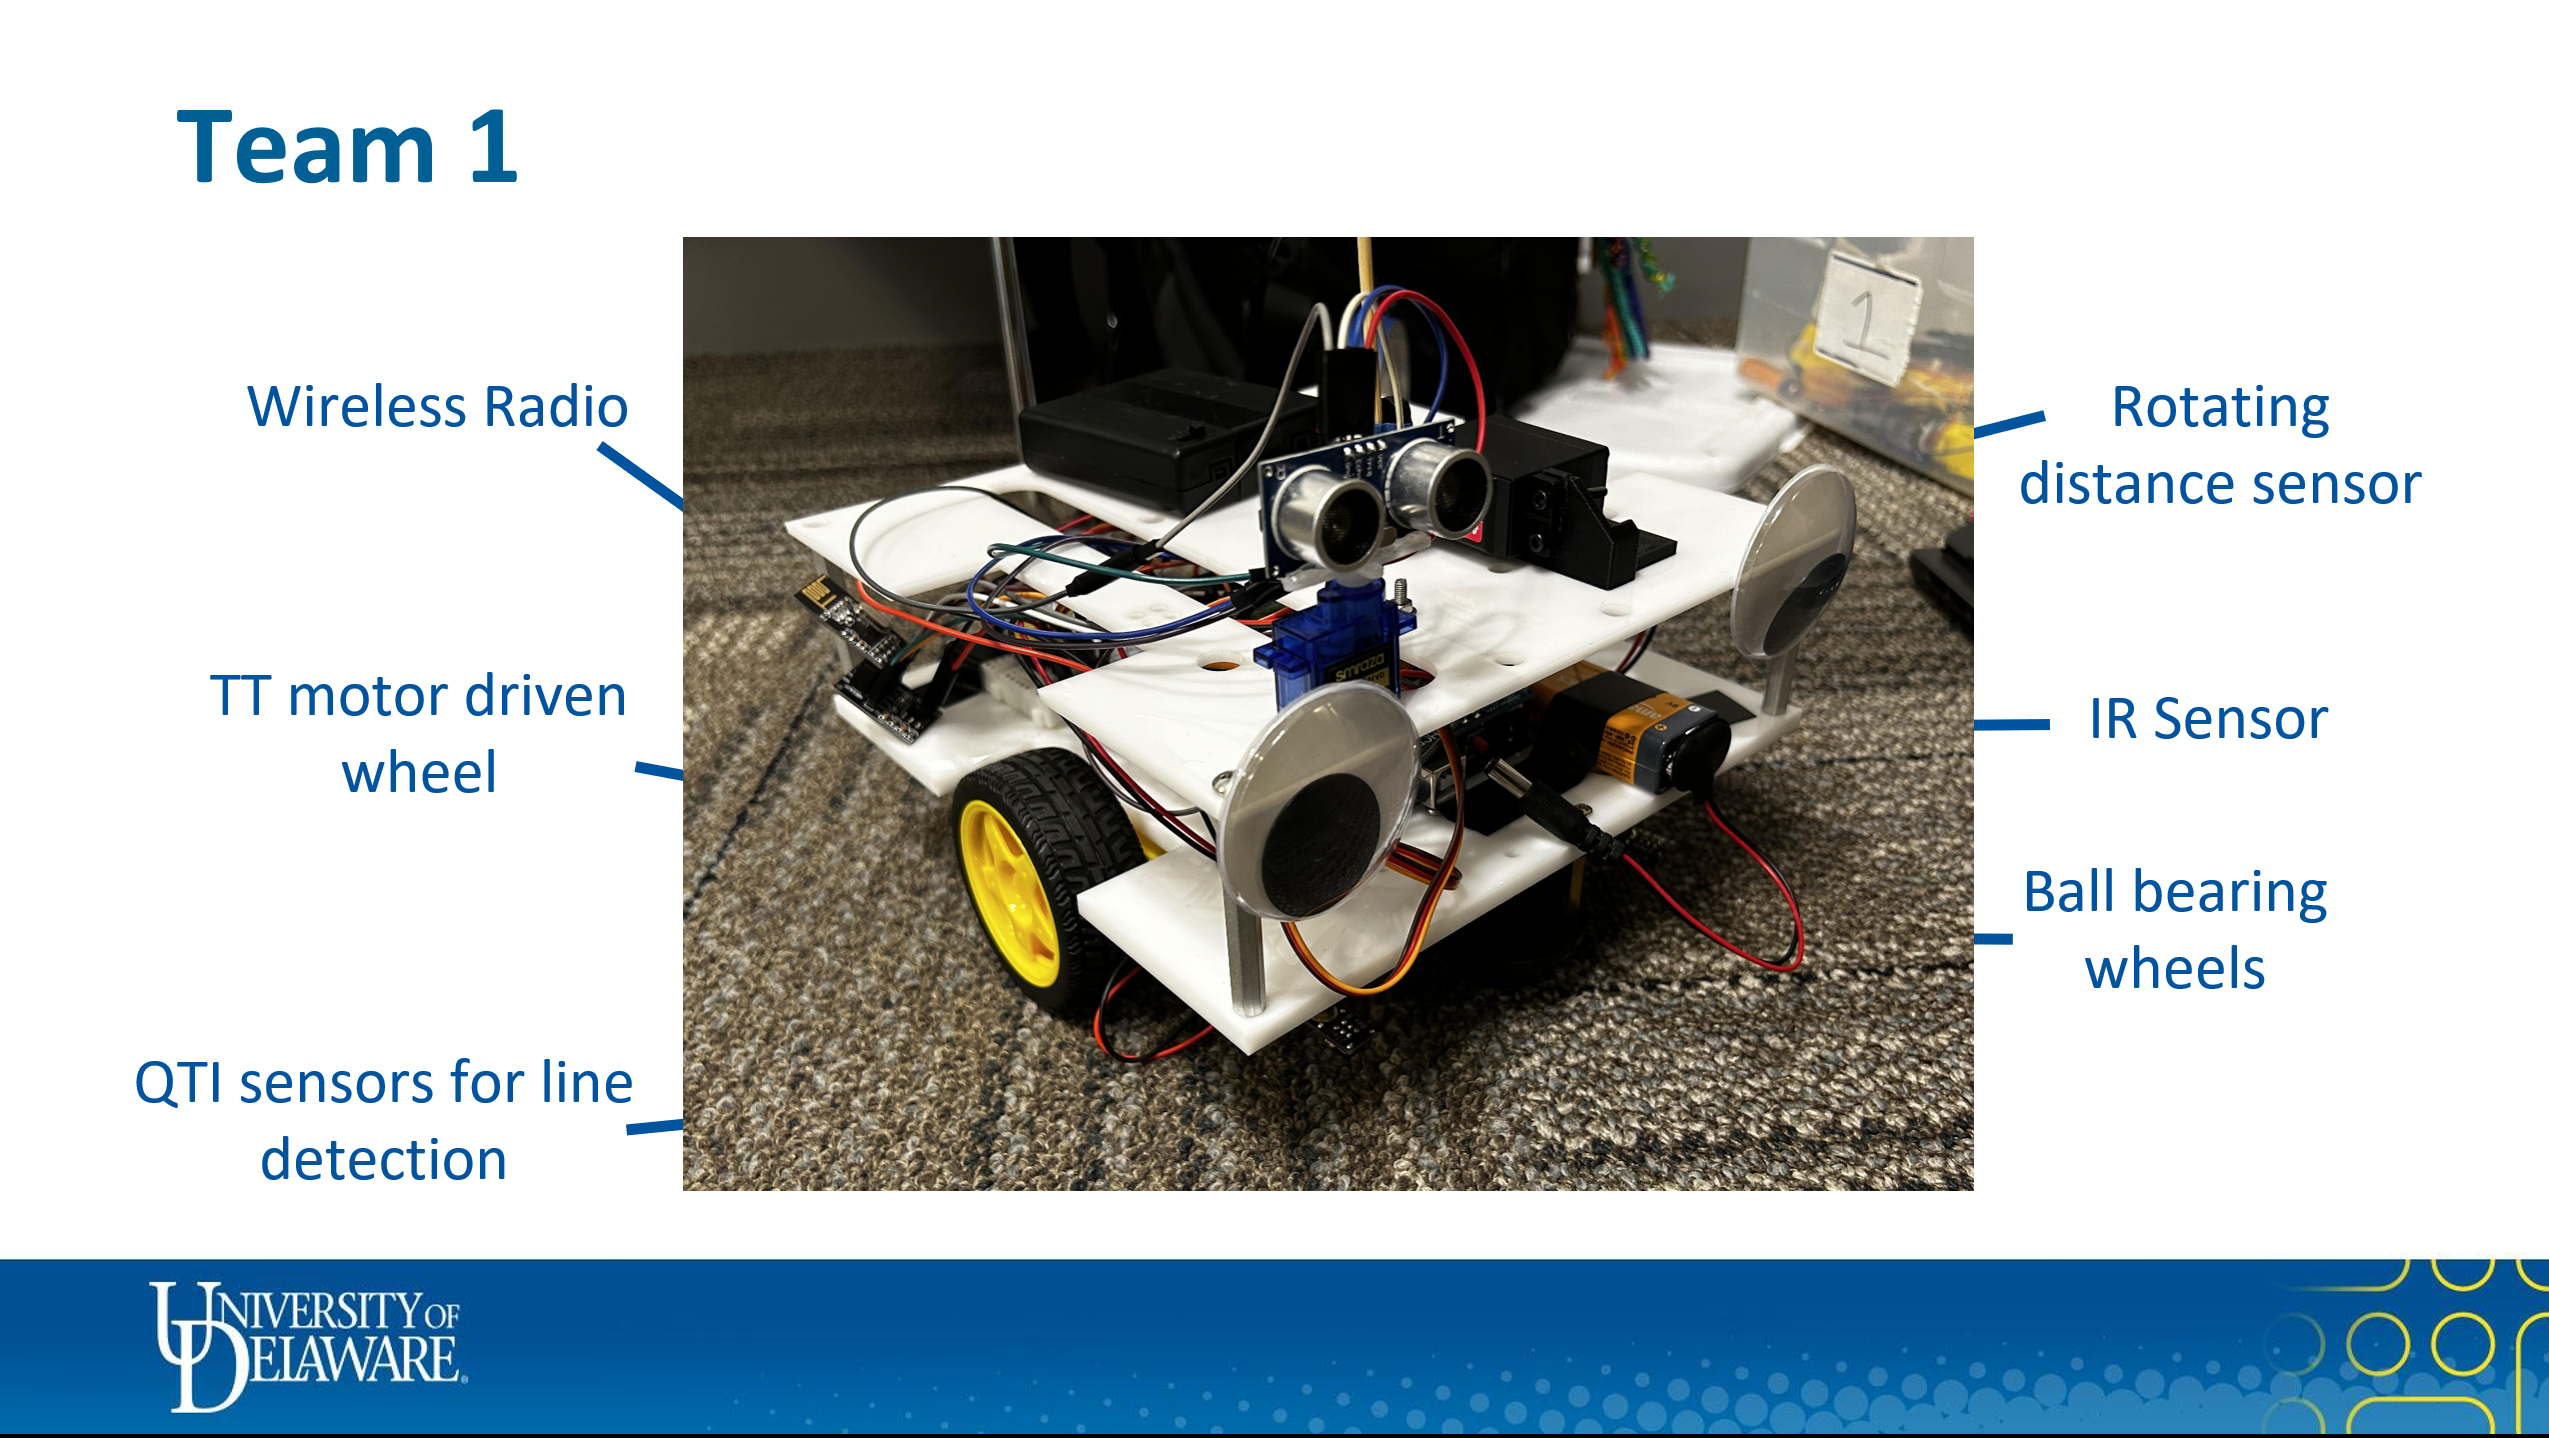 Team 1
Wireless Radio
Rotating
distance sensor
TT motor driven
wheel
IR Sensor
Ball bearing
wheels
QTI sensors for line
detection
1
smraza
UNIVERSITY OF
DELAWARE